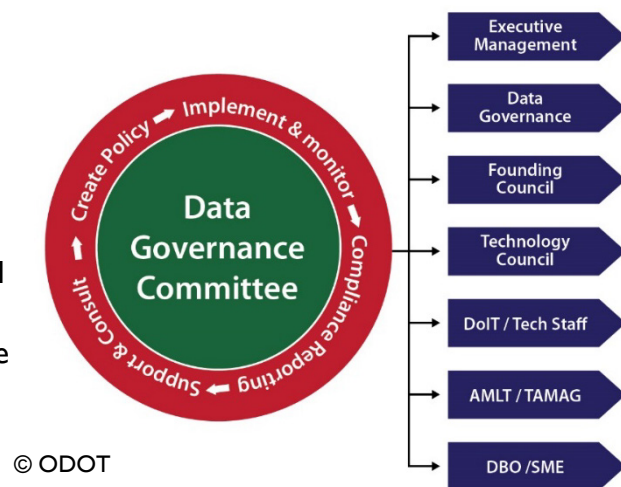 Create Policy
Implement & monitor
Compliance Reporting
Support & Consult
Data
Governance
Committee
Executive
Management
Data
Governance
Founding
Council
Technology
Council
DoIT / Tech Staff
AMLT / TAMAG
DBO /SME
© ODOT